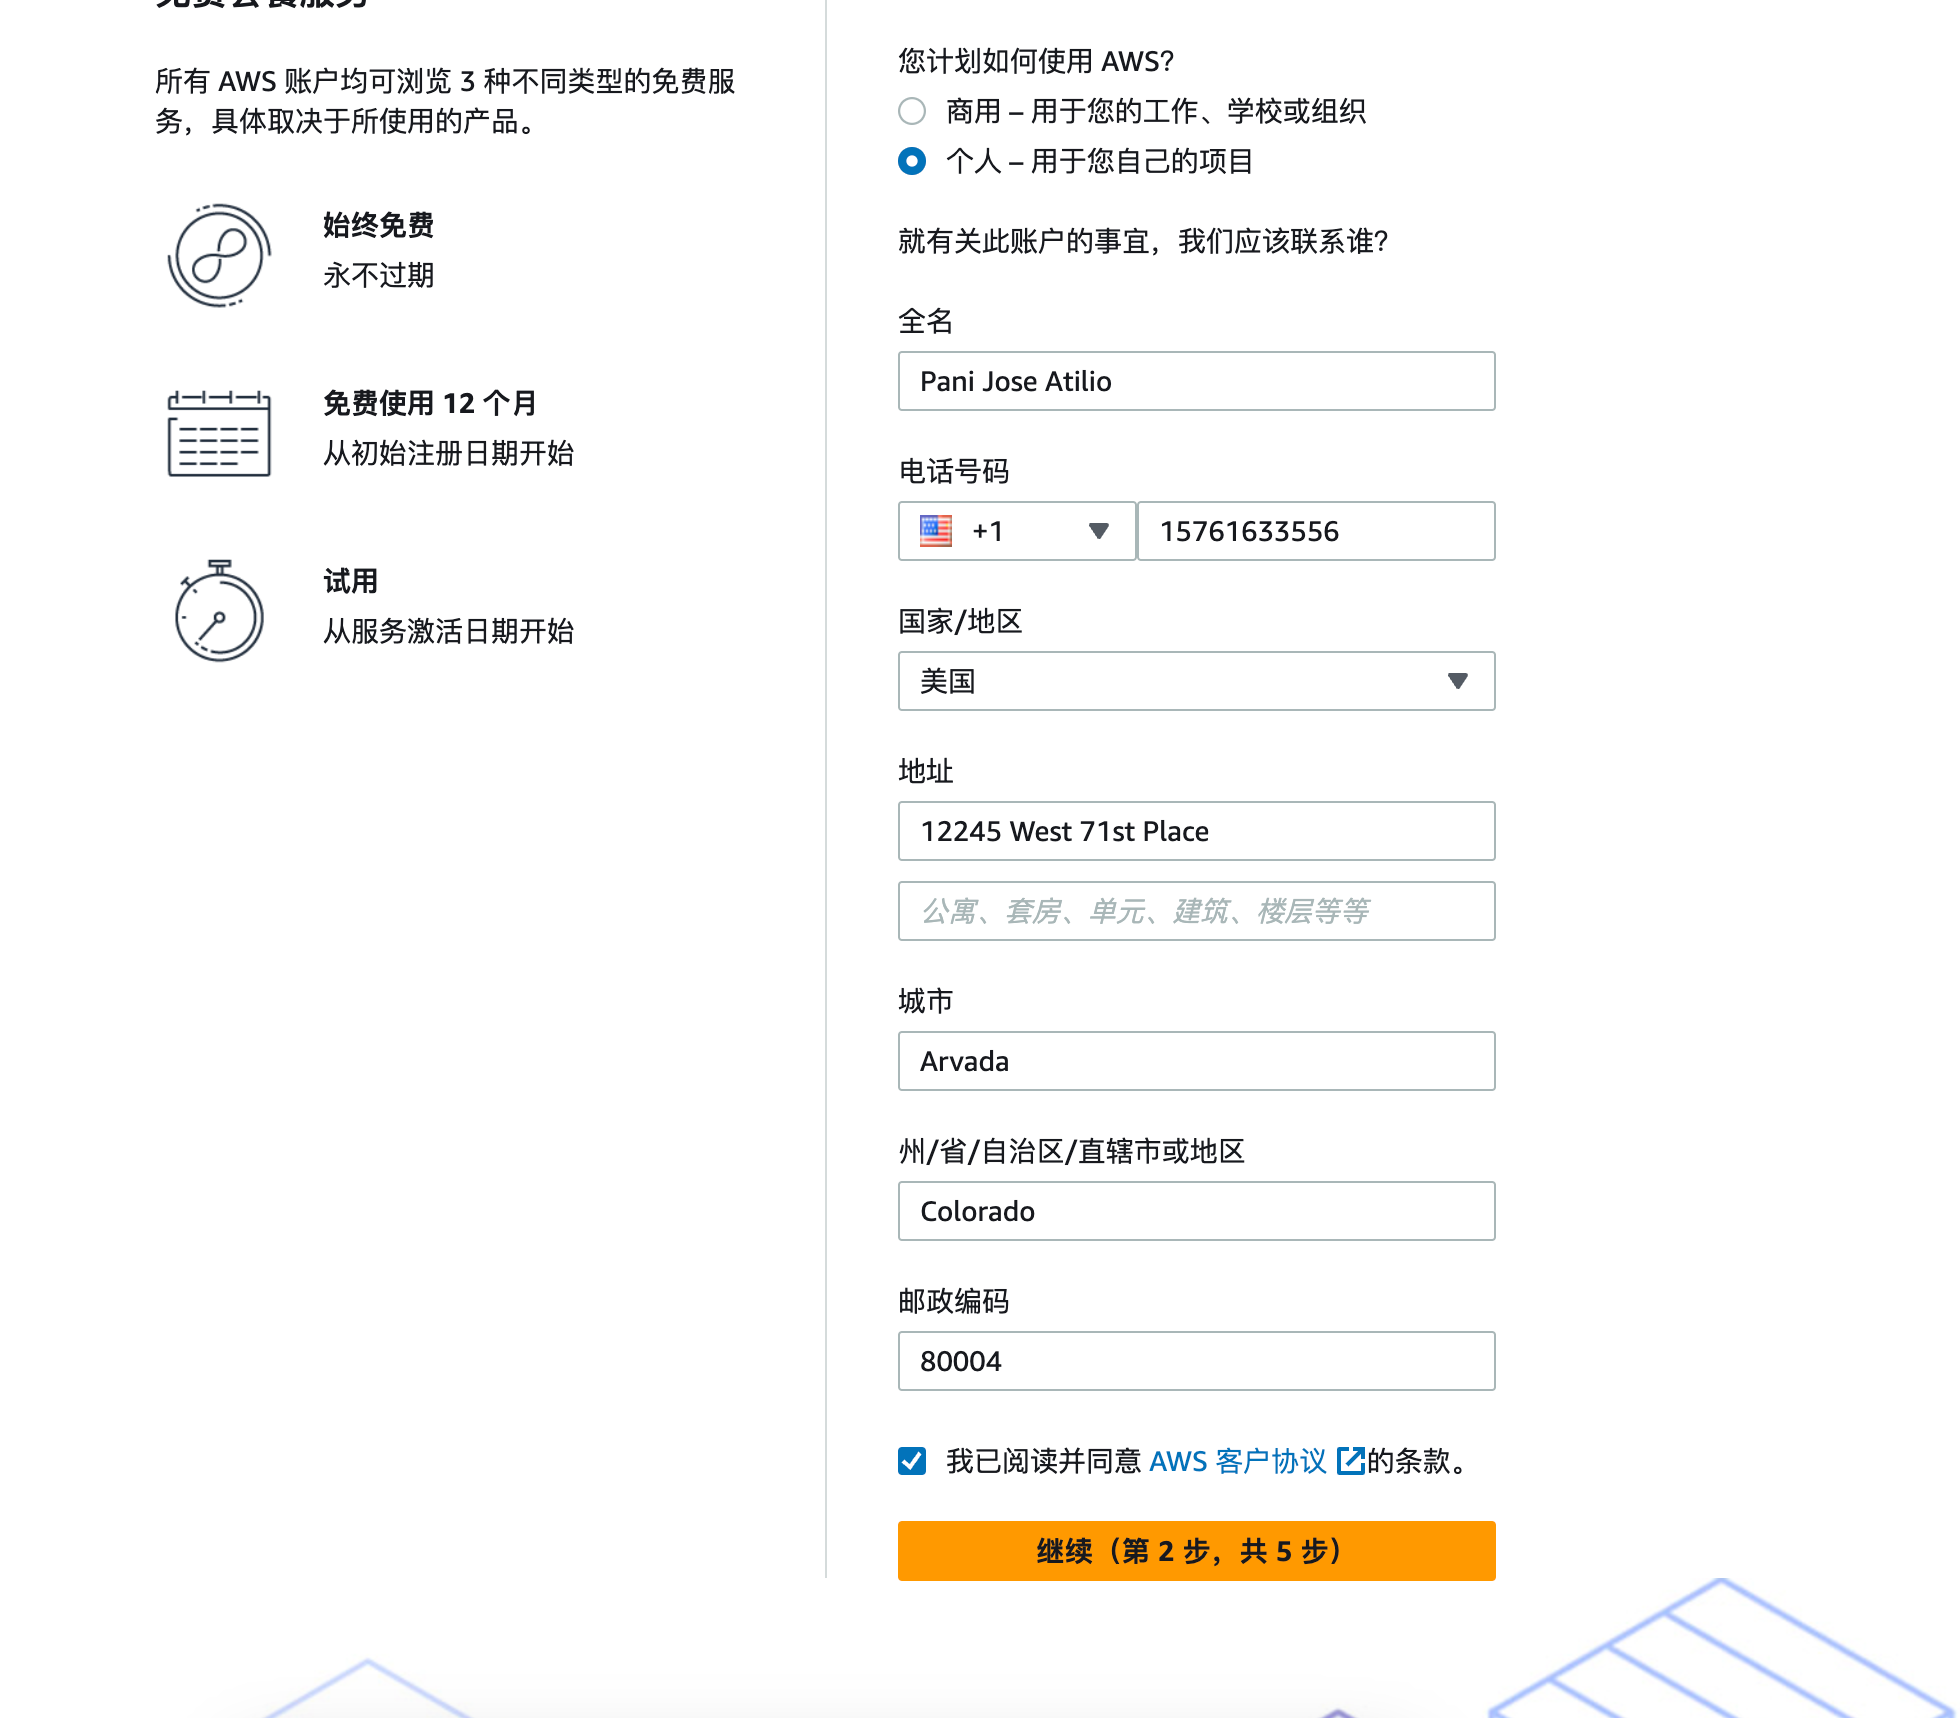 免费套餐服务
所有 AWS 账户均可浏览 3 种不同类型的免费服
务，具体取决于所使用的产品。
始终免费
永不过期
免费使用 12 个月
从初始注册日期开始
试用
从服务激活日期开始
您计划如何使用 AWS?
商用 – 用于您的工作、学校或组织
个人 – 用于您自己的项目
就有关此账户的事宜，我们应该联系谁?
全名
Pani Jose Atilio
电话号码
+1
15761633556
国家/地区
美国
地址
12245 West 71st Place
公寓、套房、单元、建筑、楼层等等
城市
Arvada
州/省/自治区/直辖市或地区
Colorado
邮政编码
80004
我已阅读并同意 AWS 客户协议 的条款。
继续（第 2 步，共 5 步）